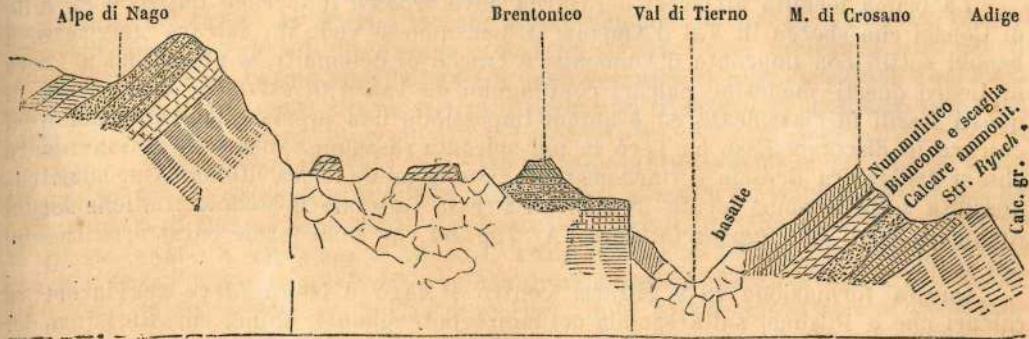 Alpe di Nago Brentonico Val di Tierno M. di Crosano Adige
Nummulitico
Biancone e scaglia
Calcare ammonit.
Str. Rynch.
Calc. gr.
basalte